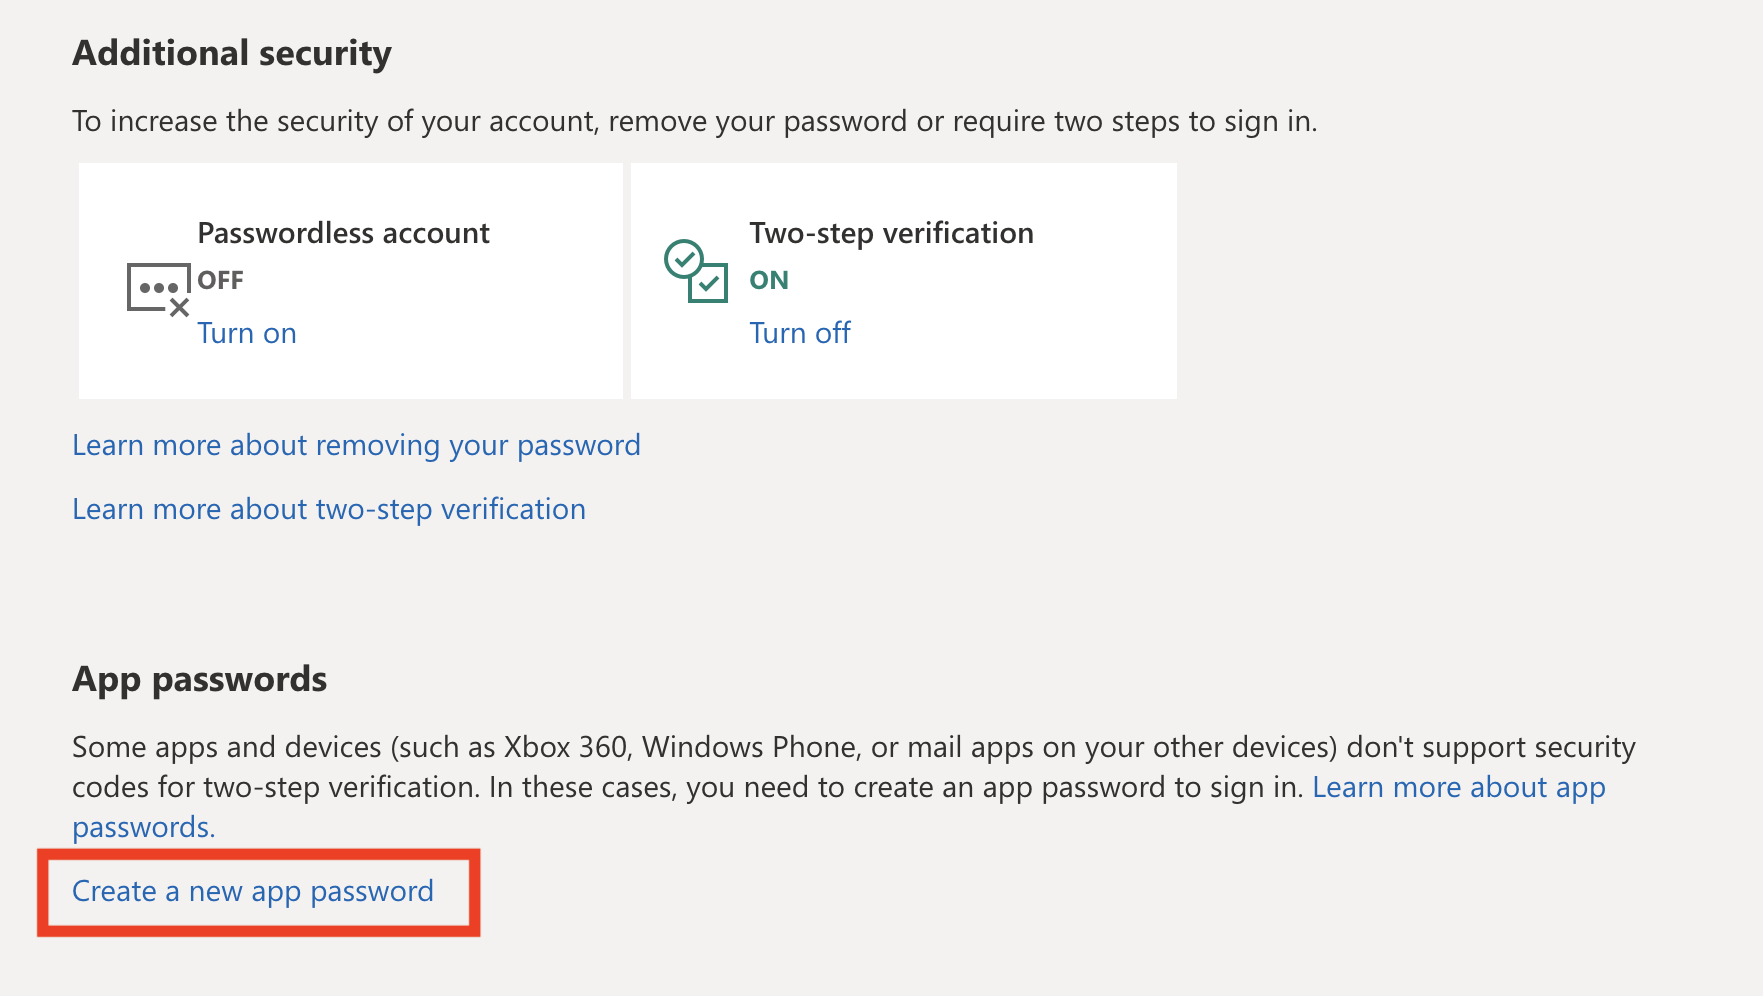 Additional security
To increase the security of your account, remove your password or require two steps to sign in.
Passwordless account
OFF
Turn on
Two-step verification
ON
Turn off
Learn more about removing your password
Learn more about two-step verification
App passwords
Some apps and devices (such as Xbox 360, Windows Phone, or mail apps on your other devices) don't support security
codes for two-step verification. In these cases, you need to create an app password to sign in. Learn more about app
passwords.
Create a new app password